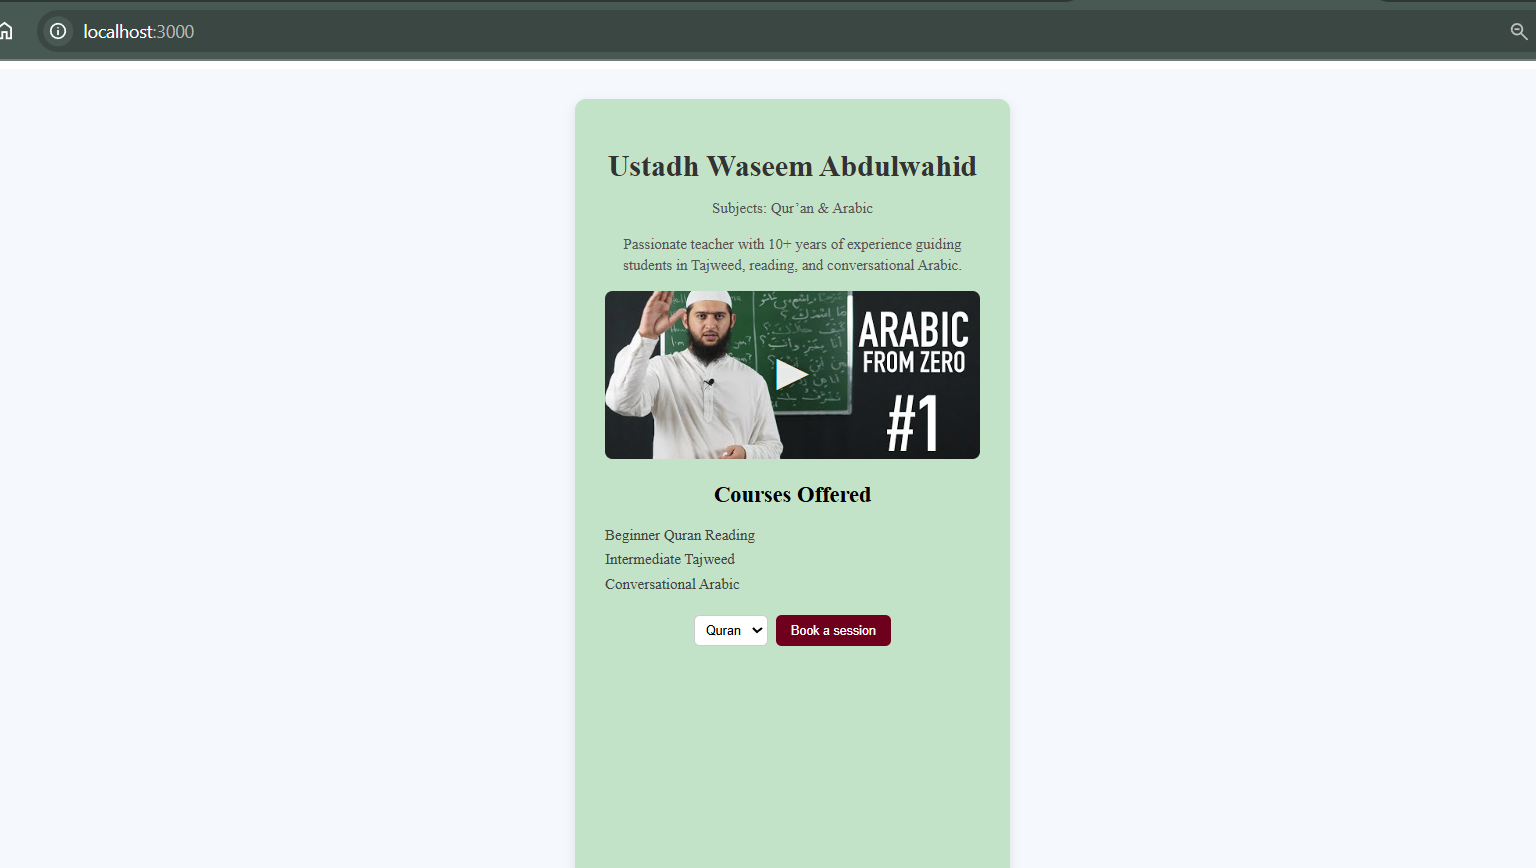 localhost:3000
Ustadh Waseem Abdulwahid
Subjects: Qur’an & Arabic
Passionate teacher with 10+ years of experience guiding
students in Tajweed, reading, and conversational Arabic.
ARABIC
FROM ZERO
#1
Courses Offered
Beginner Quran Reading
Intermediate Tajweed
Conversational Arabic
Quran
Book a session